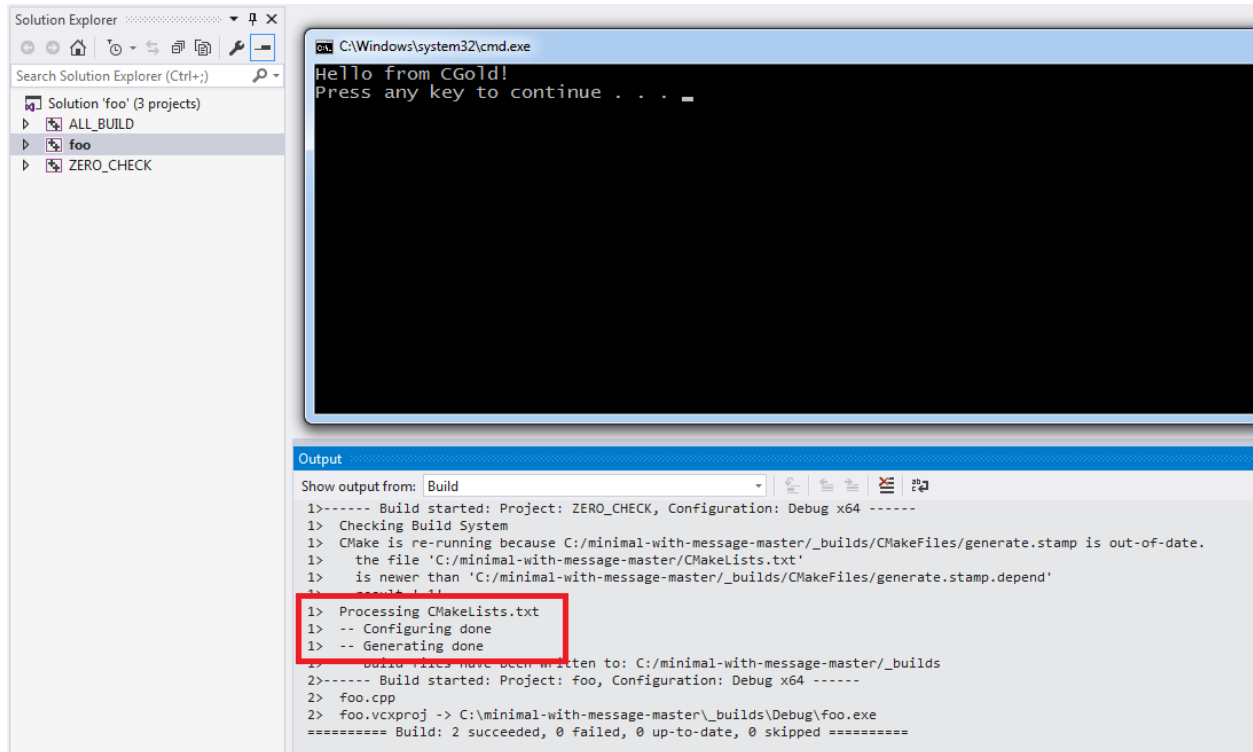 Solution Explorer
Search Solution Explorer (Ctrl+;)
Solution 'foo' (3 projects)
ALL_BUILD
foo
ZERO_CHECK
C:\Windows\system32\cmd.exe
Hello from CGold!
Press any key to continue . . . _
Output
Show output from: Build
1>------ Build started: Project: ZERO_CHECK, Configuration: Debug x64 ------
1>  Checking Build System
1>  CMake is re-running because C:/minimal-with-message-master/_builds/CMakeFiles/generate.stamp is out-of-date.
1>    the file 'C:/minimal-with-message-master/CMakeLists.txt'
1>    is newer than 'C:/minimal-with-message-master/_builds/CMakeFiles/generate.stamp.depend'
1>    result='-1'
1>  Processing CMakeLists.txt
1>  -- Configuring done
1>  -- Generating done
1>  -- Build files have been written to: C:/minimal-with-message-master/_builds
2>------ Build started: Project: foo, Configuration: Debug x64 ------
2>  foo.cpp
2>  foo.vcxproj -> C:\minimal-with-message-master\_builds\Debug\foo.exe
========== Build: 2 succeeded, 0 failed, 0 up-to-date, 0 skipped ==========